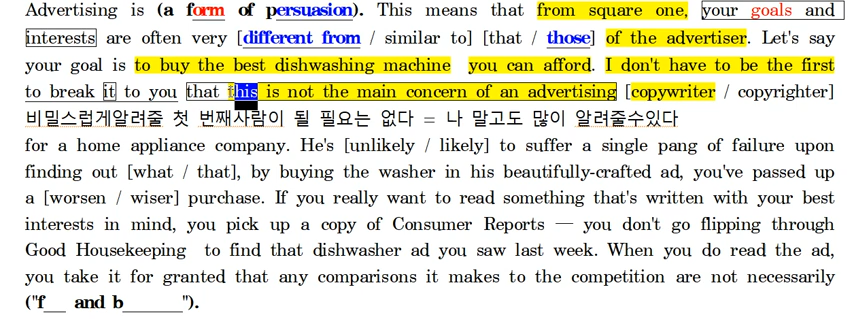 Advertising is (a form of persuasion). This means that from square one, your goals and
interests are often very [different from / similar to] [that / those] of the advertiser. Let's say
your goal is to buy the best dishwashing machine you can afford. I don't have to be the first
to break it to you that this is not the main concern of an advertising [copywriter / copyrighter]
비밀스럽게알려줄 첫 번째사람이 될 필요는 없다 = 나 말고도 많이 알려줄수있다
for a home appliance company. He's [unlikely / likely] to suffer a single pang of failure upon
finding out [what / that], by buying the washer in his beautifully-crafted ad, you've passed up
a [worsen / wiser] purchase. If you really want to read something that's written with your best
interests in mind, you pick up a copy of Consumer Reports — you don't go flipping through
Good Housekeeping to find that dishwasher ad you saw last week. When you do read the ad,
you take it for granted that any comparisons it makes to the competition are not necessarily
("f__ and b______").